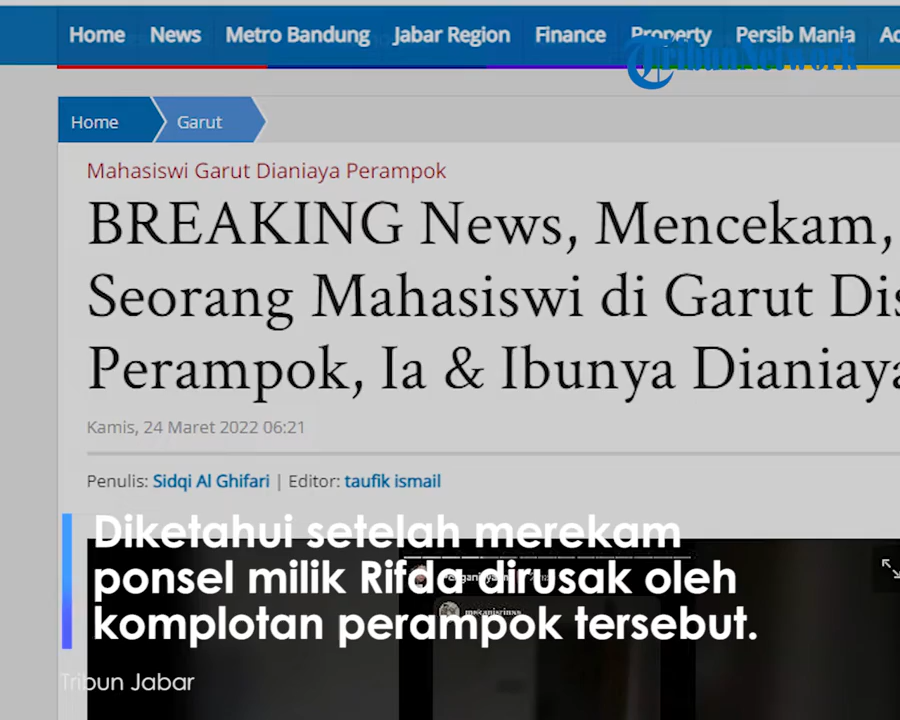 Home News Metro Bandung Jabar Region Finance Property Persib Mania
TribunNetwork
Home Garut
Mahasiswi Garut Dianiaya Perampok
BREAKING News, Mencekam,
Seorang Mahasiswi di Garut Dis
Perampok, Ia & Ibunya Dianiaya
Kamis, 24 Maret 2022 06:21
Penulis: Sidqi Al Ghifari | Editor: taufik ismail
Diketahui setelah merekam
ponsel milik Rifda dirusak oleh
komplotan perampok tersebut.
Tribun Jabar